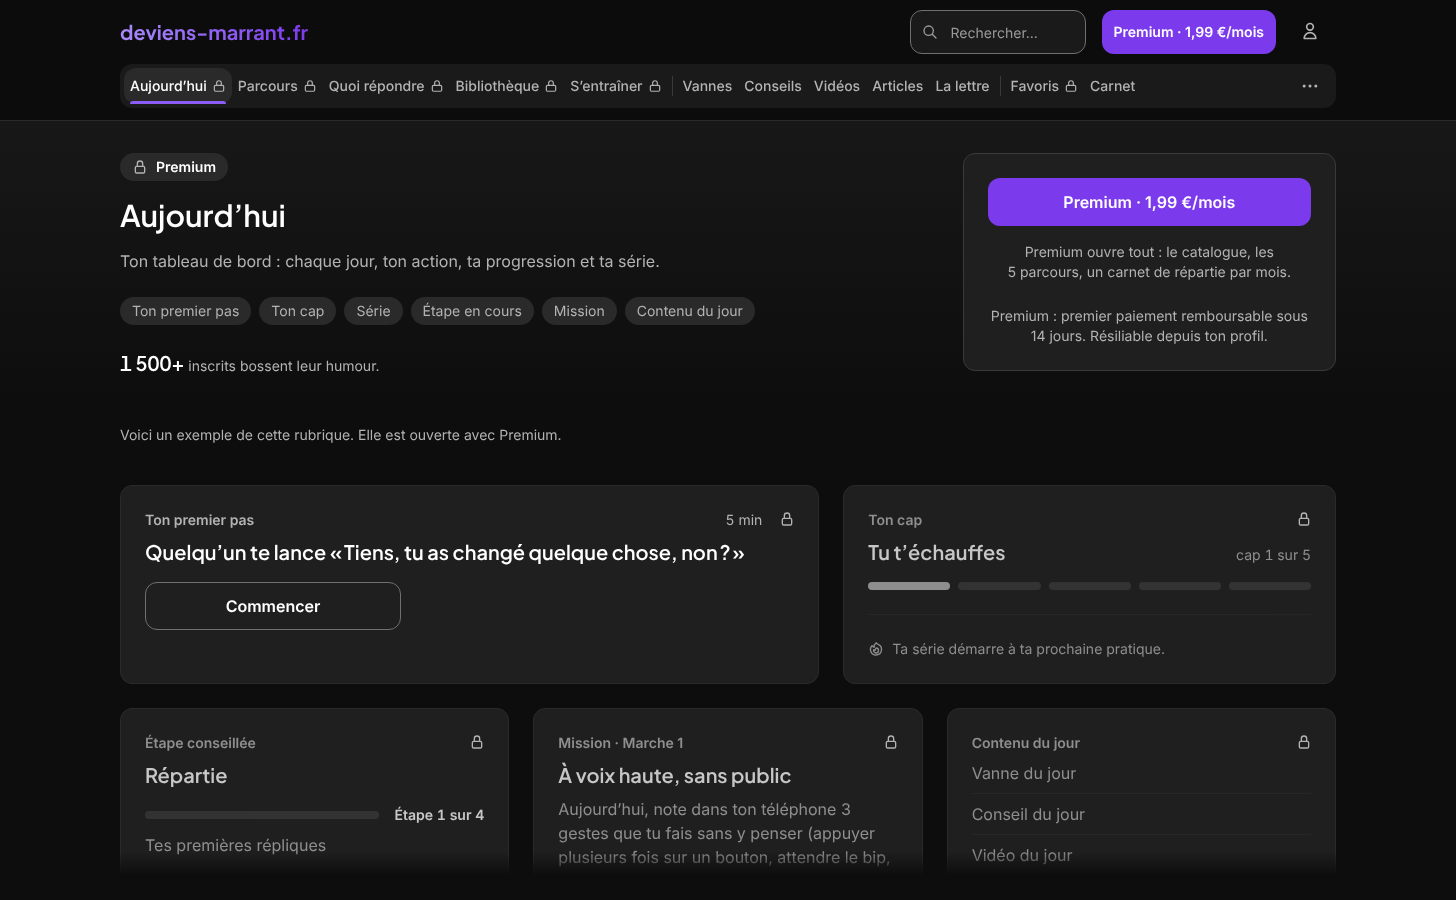 deviens-marrant.fr
Rechercher...
Premium · 1,99 €/mois
Aujourd’hui
Parcours
Quoi répondre
Bibliothèque
S’entraîner
Vannes
Conseils
Vidéos
Articles
La lettre
Favoris
Carnet
Premium
Aujourd’hui
Ton tableau de bord : chaque jour, ton action, ta progression et ta série.
Ton premier pas
Ton cap
Série
Étape en cours
Mission
Contenu du jour
1 500+ inscrits bossent leur humour.
Premium · 1,99 €/mois
Premium ouvre tout : le catalogue, les
5 parcours, un carnet de répartie par mois.
Premium : premier paiement remboursable sous
14 jours. Résiliable depuis ton profil.
Voici un exemple de cette rubrique. Elle est ouverte avec Premium.
Ton premier pas
5 min
Quelqu’un te lance « Tiens, tu as changé quelque chose, non ? »
Commencer
Ton cap
Tu t’échauffes
cap 1 sur 5
Ta série démarre à ta prochaine pratique.
Étape conseillée
Répartie
Étape 1 sur 4
Tes premières répliques
Mission · Marche 1
À voix haute, sans public
Aujourd’hui, note dans ton téléphone 3
gestes que tu fais sans y penser (appuyer
plusieurs fois sur un bouton, attendre le bip,
Contenu du jour
Vanne du jour
Conseil du jour
Vidéo du jour